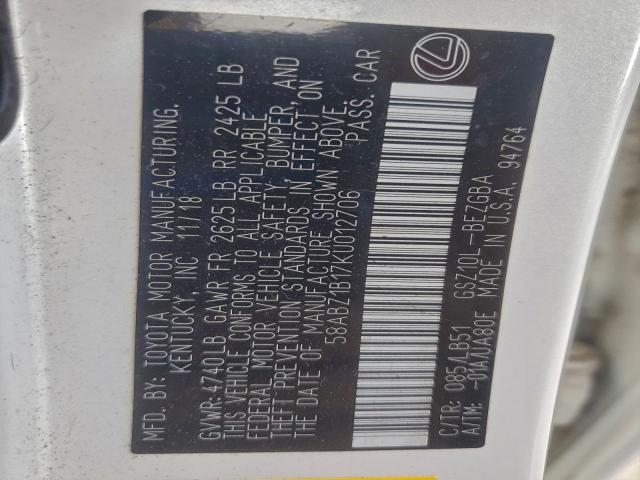 MFD. BY: TOYOTA MOTOR MANUFACTURING,
KENTUCKY, INC 11/18
GVWR: 4740LB GAWR FR 2625 LB RR 2425 LB
THIS VEHICLE CONFORMS TO ALL APPLICABLE
FEDERAL MOTOR VEHICLE SAFETY, BUMPER, AND
THEFT PREVENTION STANDARDS IN EFFECT ON
THE DATE OF MANUFACTURE SHOWN ABOVE.
58ABZ1B17KU012706 PASS. CAR
C/TR: 085/LB51 GSZ10L-BEZGBA
A/TM: -01A/UA80E MADE IN U.S.A. 94764